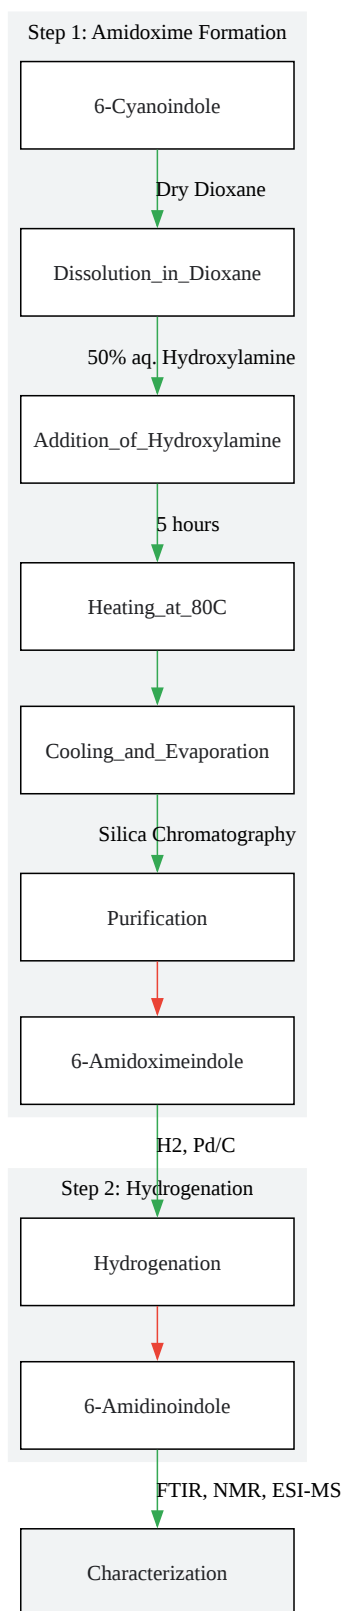 Step 1: Amidoxime Formation
6-Cyanoindole
Dry Dioxane
Dissolution_in_Dioxane
50% aq. Hydroxylamine
Addition_of_Hydroxylamine
5 hours
Heating_at_80C
Cooling_and_Evaporation
Silica Chromatography
Purification
6-Amidoximeindole
H2, Pd/C
Step 2: Hydrogenation
Hydrogenation
6-Amidinoindole
FTIR, NMR, ESI-MS
Characterization